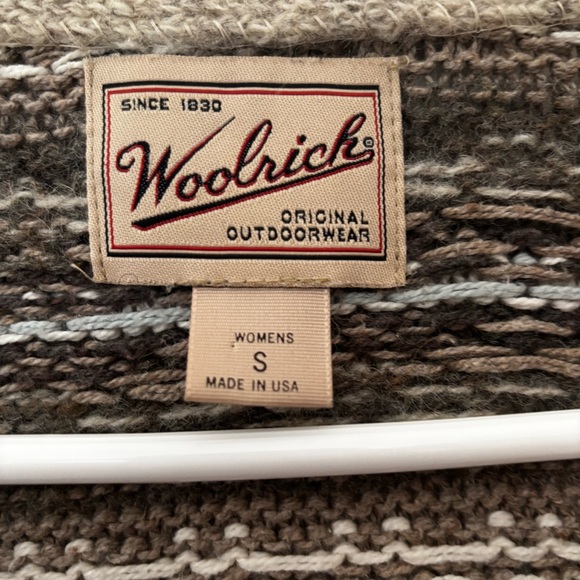 SINCE 1830
Woolrich®
ORIGINAL
OUTDOORWEAR
WOMENS
S
MADE IN USA